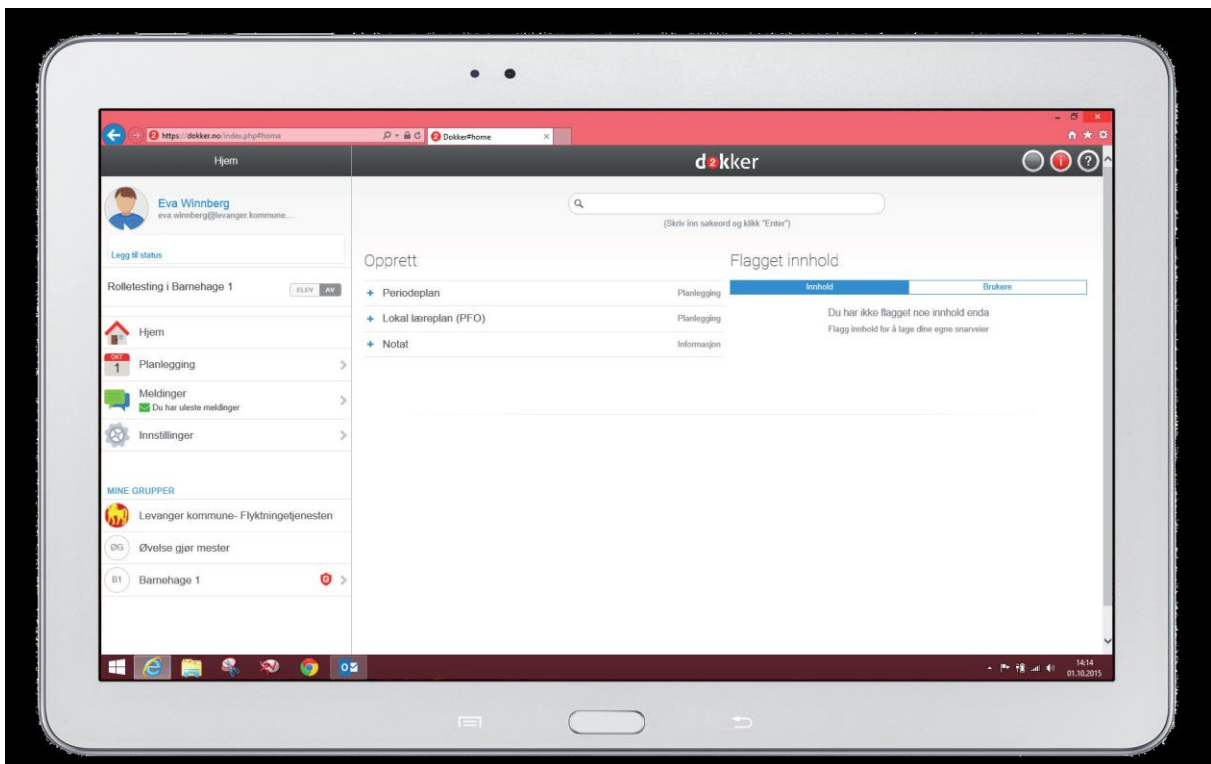 https://dokker.no/index.php#home
Dokker#home
Hjem
d2kker
Eva Winnberg
eva.winnberg@levanger.kommune...
Legg til status
(Skriv inn søkeord og klikk "Enter")
Rolletesting i Barnehage 1
ELEV AV
Hjem
OKT
1
Planlegging
Meldinger
Du har uleste meldinger
Innstillinger
MINE GRUPPER
Levanger kommune- Flyktningetjenesten
ØG
Øvelse gjør mester
B1
Barnehage 1
Opprett
+ Periodeplan Planlegging
+ Lokal læreplan (PFO) Planlegging
+ Notat Informasjon
Flagget innhold
Innhold Brukere
Du har ikke flagget noe innhold enda
Flagg innhold for å lage dine egne snarveier
14:14
01.10.2015